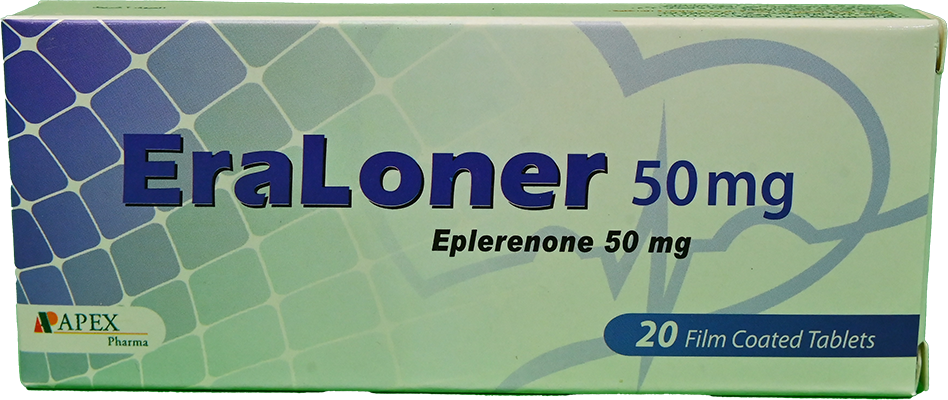 EraLoner 50mg
Eplerenone 50 mg
APEX
Pharma
20 Film Coated Tablets